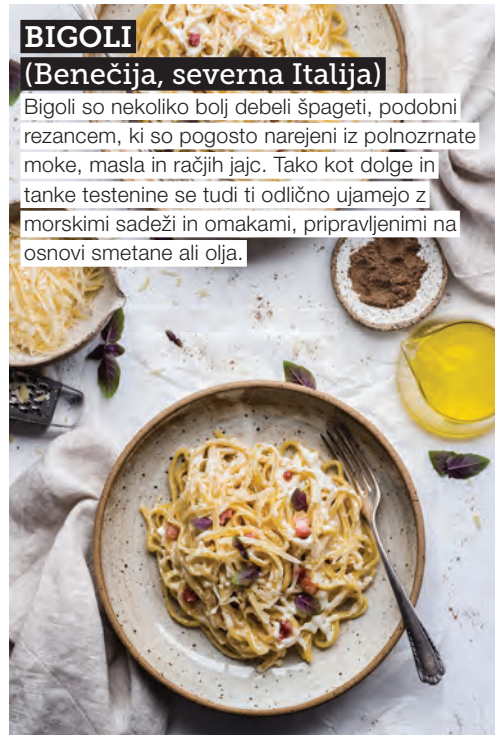 BIGOLI
(Benečija, severna Italija)
Bigoli so nekoliko bolj debeli špageti, podobni
rezancem, ki so pogosto narejeni iz polnozrnate
moke, masla in račjih jajc. Tako kot dolge in
tanke testenine se tudi ti odlično ujamejo z
morskimi sadeži in omakami, pripravljenimi na
osnovi smetane ali olja.